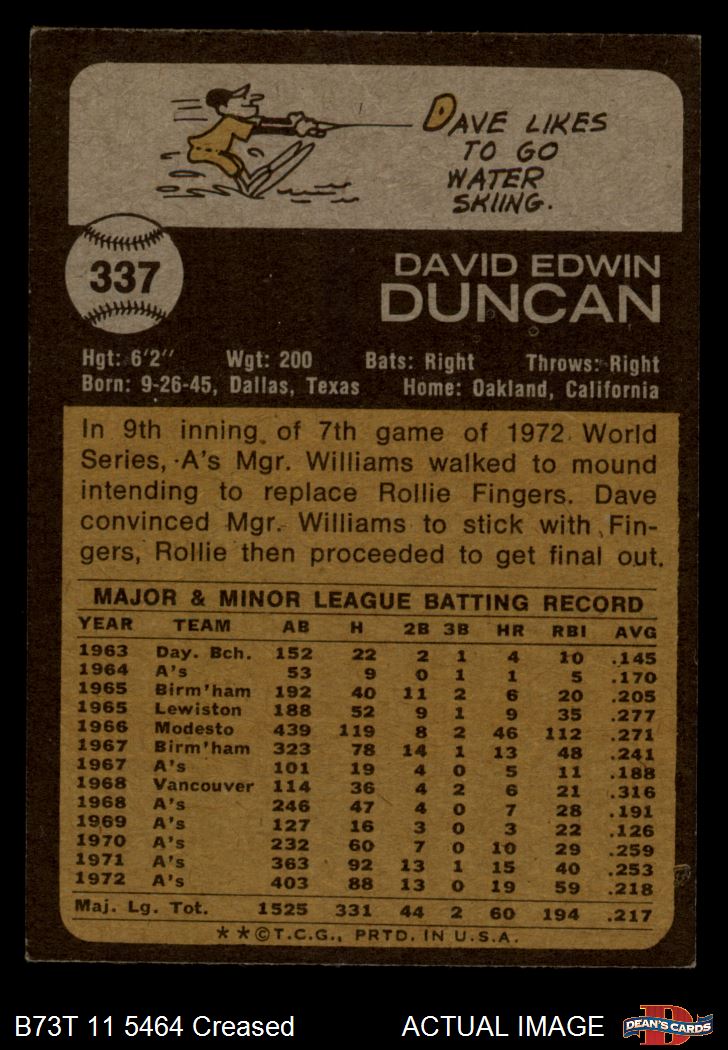 DAVE LIKES
TO GO
WATER
SKIING.
337
DAVID EDWIN
DUNCAN
Hgt: 6'2" Wgt: 200 Bats: Right Throws: Right
Born: 9-26-45, Dallas, Texas Home: Oakland, California
In 9th inning of 7th game of 1972 World
Series, A's Mgr. Williams walked to mound
intending to replace Rollie Fingers. Dave
convinced Mgr. Williams to stick with Fin-
gers, Rollie then proceeded to get final out.
MAJOR & MINOR LEAGUE BATTING RECORD
YEAR TEAM AB H 2B 3B HR RBI AVG
1963 Day. Bch. 152 22 2 1 4 10 .145
1964 A's 53 9 0 1 1 5 .170
1965 Birm'ham 192 40 11 2 6 20 .205
1965 Lewiston 188 52 9 1 9 35 .277
1966 Modesto 439 119 8 2 46 112 .271
1967 Birm'ham 323 78 14 1 13 48 .241
1967 A's 101 19 4 0 5 11 .188
1968 Vancouver 114 36 4 2 6 21 .316
1968 A's 246 47 4 0 7 28 .191
1969 A's 127 16 3 0 3 22 .126
1970 A's 232 60 7 0 10 29 .259
1971 A's 363 92 13 1 15 40 .253
1972 A's 403 88 13 0 19 59 .218
Maj. Lg. Tot. 1525 331 44 2 60 194 .217
**©T.C.G., PRTD. IN U.S.A.
B73T 11 5464 Creased ACTUAL IMAGE
D
DEAN'S CARDS